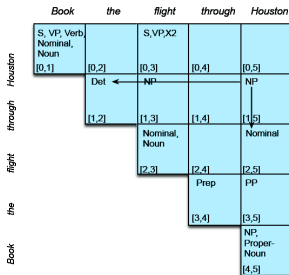 Book the flight through Houston
S, VP, Verb, Nominal, Noun
[0,1]
[0,2]
S,VP,X2
[0,3]
[0,4]
[0,5]
Det
[1,2]
NP
[1,3]
[1,4]
NP
[1,5]
Nominal, Noun
[2,3]
[2,4]
Nominal
[2,5]
Prep
[3,4]
PP
[3,5]
NP, Proper-Noun
[4,5]
Houston
through
flight
the
Book